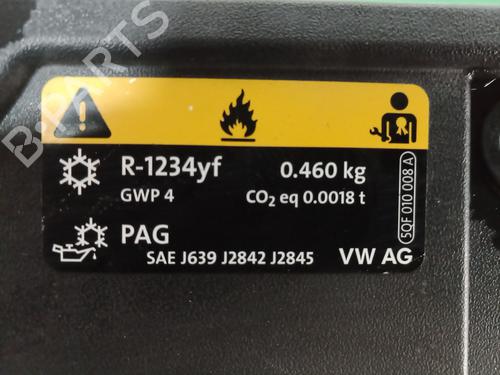 B-PARTS
R-1234yf 0.460 kg
GWP 4 CO₂ eq 0.0018 t
PAG
SAE J639 J2842 J2845 VW AG
5QF 010 008 A